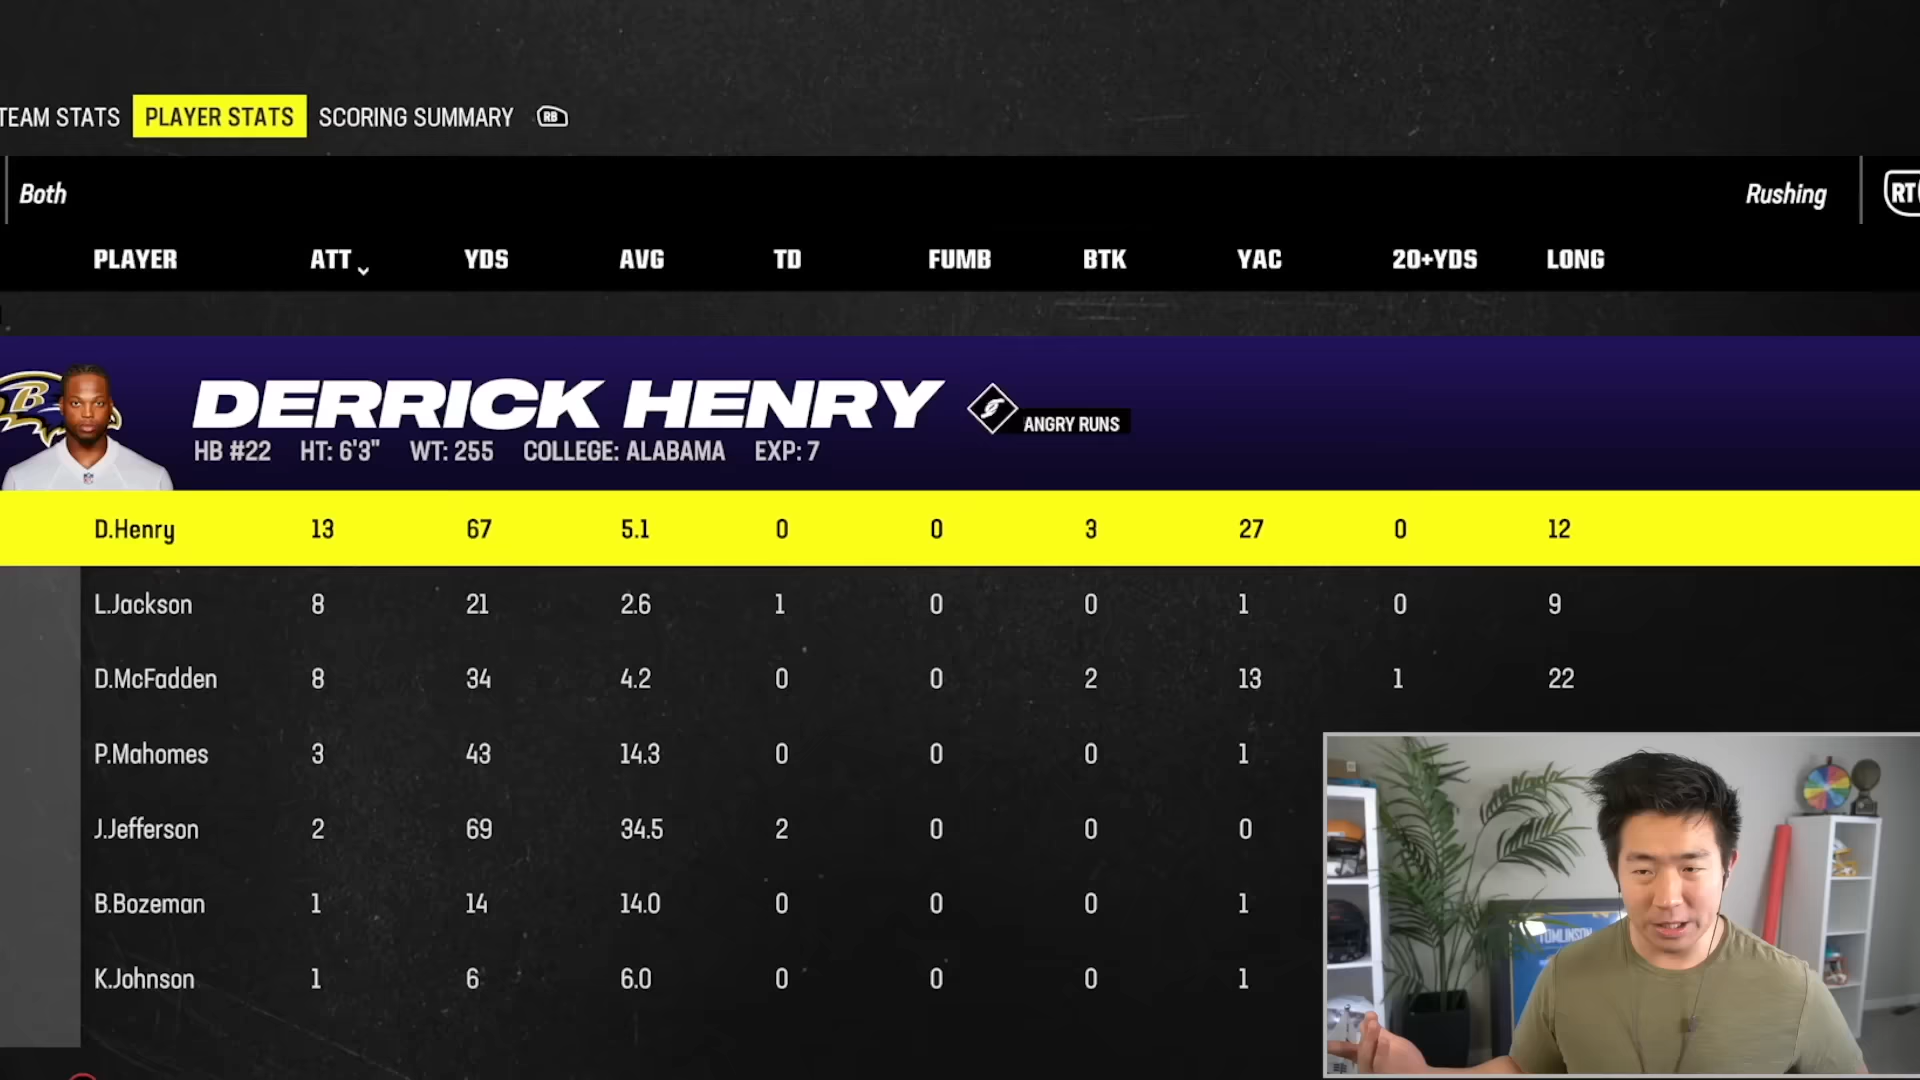 TEAM STATS PLAYER STATS SCORING SUMMARY RB
Both Rushing RT
PLAYER ATT YDS AVG TD FUMB BTK YAC 20+YDS LONG
B
DERRICK HENRY
ANGRY RUNS
HB #22 HT: 6'3" WT: 255 COLLEGE: ALABAMA EXP: 7
D.Henry 13 67 5.1 0 0 3 27 0 12
L.Jackson 8 21 2.6 1 0 0 1 0 9
D.McFadden 8 34 4.2 0 0 2 13 1 22
P.Mahomes 3 43 14.3 0 0 0 1
J.Jefferson 2 69 34.5 2 0 0 0
B.Bozeman 1 14 14.0 0 0 0 1
K.Johnson 1 6 6.0 0 0 0 1
TOMLINSON